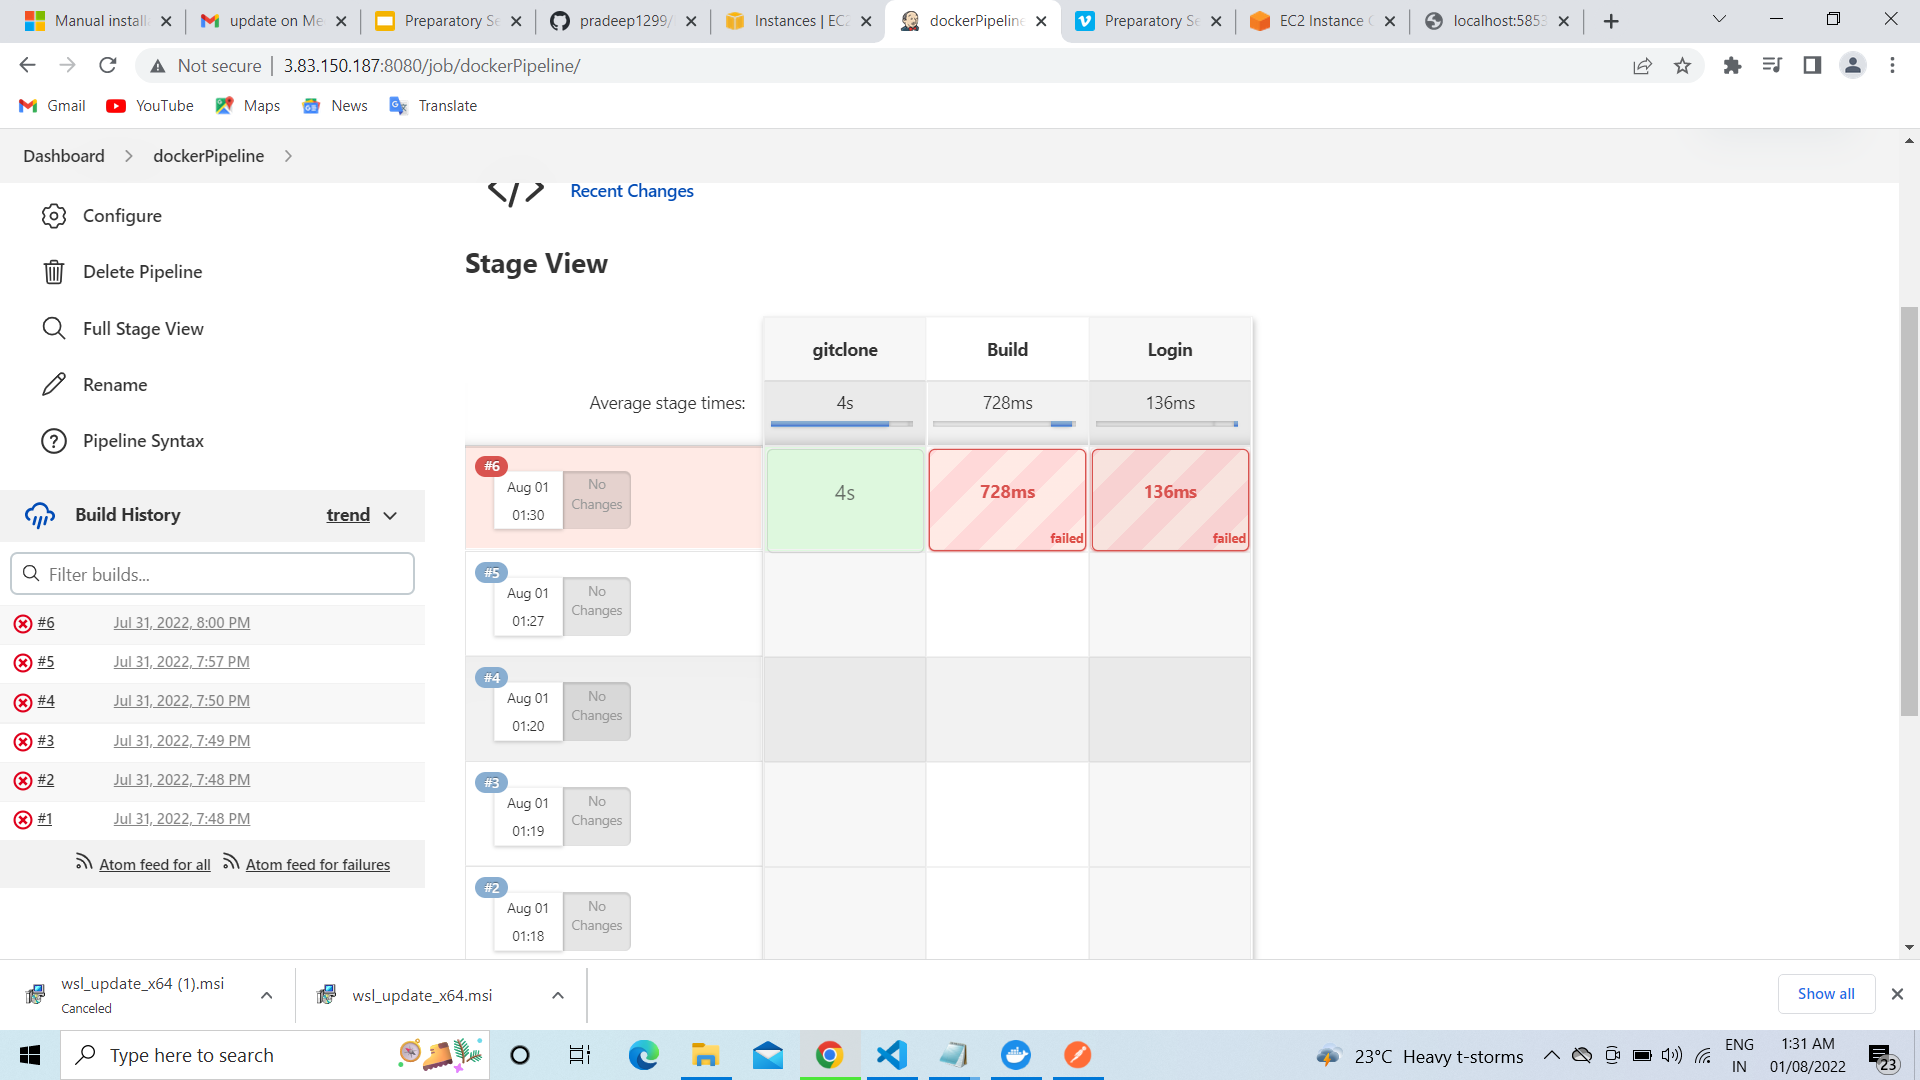 Manual install
update on Me
Preparatory Se
pradeep1299/
Instances | EC2
dockerPipeline
Preparatory Se
EC2 Instance C
localhost:5853
Not secure
3.83.150.187:8080/job/dockerPipeline/
Gmail
YouTube
Maps
News
Translate
Dashboard
dockerPipeline
Configure
Delete Pipeline
Full Stage View
Rename
Pipeline Syntax
Build History
trend
Filter builds...
#6 Jul 31, 2022, 8:00 PM
#5 Jul 31, 2022, 7:57 PM
#4 Jul 31, 2022, 7:50 PM
#3 Jul 31, 2022, 7:49 PM
#2 Jul 31, 2022, 7:48 PM
#1 Jul 31, 2022, 7:48 PM
Atom feed for all
Atom feed for failures
Recent Changes
Stage View
gitclone
Build
Login
Average stage times:
4s
728ms
136ms
#6
Aug 01
01:30
No
Changes
4s
728ms
failed
136ms
failed
#5
Aug 01
01:27
No
Changes
#4
Aug 01
01:20
No
Changes
#3
Aug 01
01:19
No
Changes
#2
Aug 01
01:18
No
Changes
wsl_update_x64 (1).msi
Canceled
wsl_update_x64.msi
Show all
Type here to search
23°C Heavy t-storms
ENG
IN
1:31 AM
01/08/2022
23